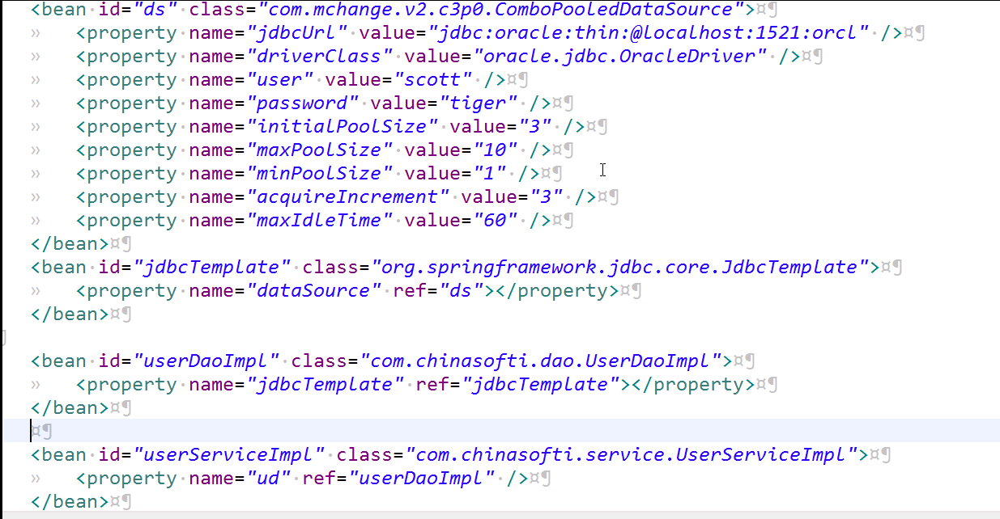 <bean id="ds" class="com.mchange.v2.c3p0.ComboPooledDataSource">¤¶
»   <property name="jdbcUrl" value="jdbc:oracle:thin:@localhost:1521:orcl" />¤¶
»   <property name="driverClass" value="oracle.jdbc.OracleDriver" />¤¶
»   <property name="user" value="scott" />¤¶
»   <property name="password" value="tiger" />¤¶
»   <property name="initialPoolSize" value="3" />¤¶
»   <property name="maxPoolSize" value="10" />¤¶
»   <property name="minPoolSize" value="1" />¤¶
»   <property name="acquireIncrement" value="3" />¤¶
»   <property name="maxIdleTime" value="60" />¤¶
</bean>¤¶
<bean id="jdbcTemplate" class="org.springframework.jdbc.core.JdbcTemplate">¤¶
»   <property name="dataSource" ref="ds"></property>¤¶
</bean>¤¶
¶
<bean id="userDaoImpl" class="com.chinasofti.dao.UserDaoImpl">¤¶
»   <property name="jdbcTemplate" ref="jdbcTemplate"></property>¤¶
</bean>¤¶
¤¶
<bean id="userServiceImpl" class="com.chinasofti.service.UserServiceImpl">¤¶
»   <property name="ud" ref="userDaoImpl" />¤¶
</bean>¤¶